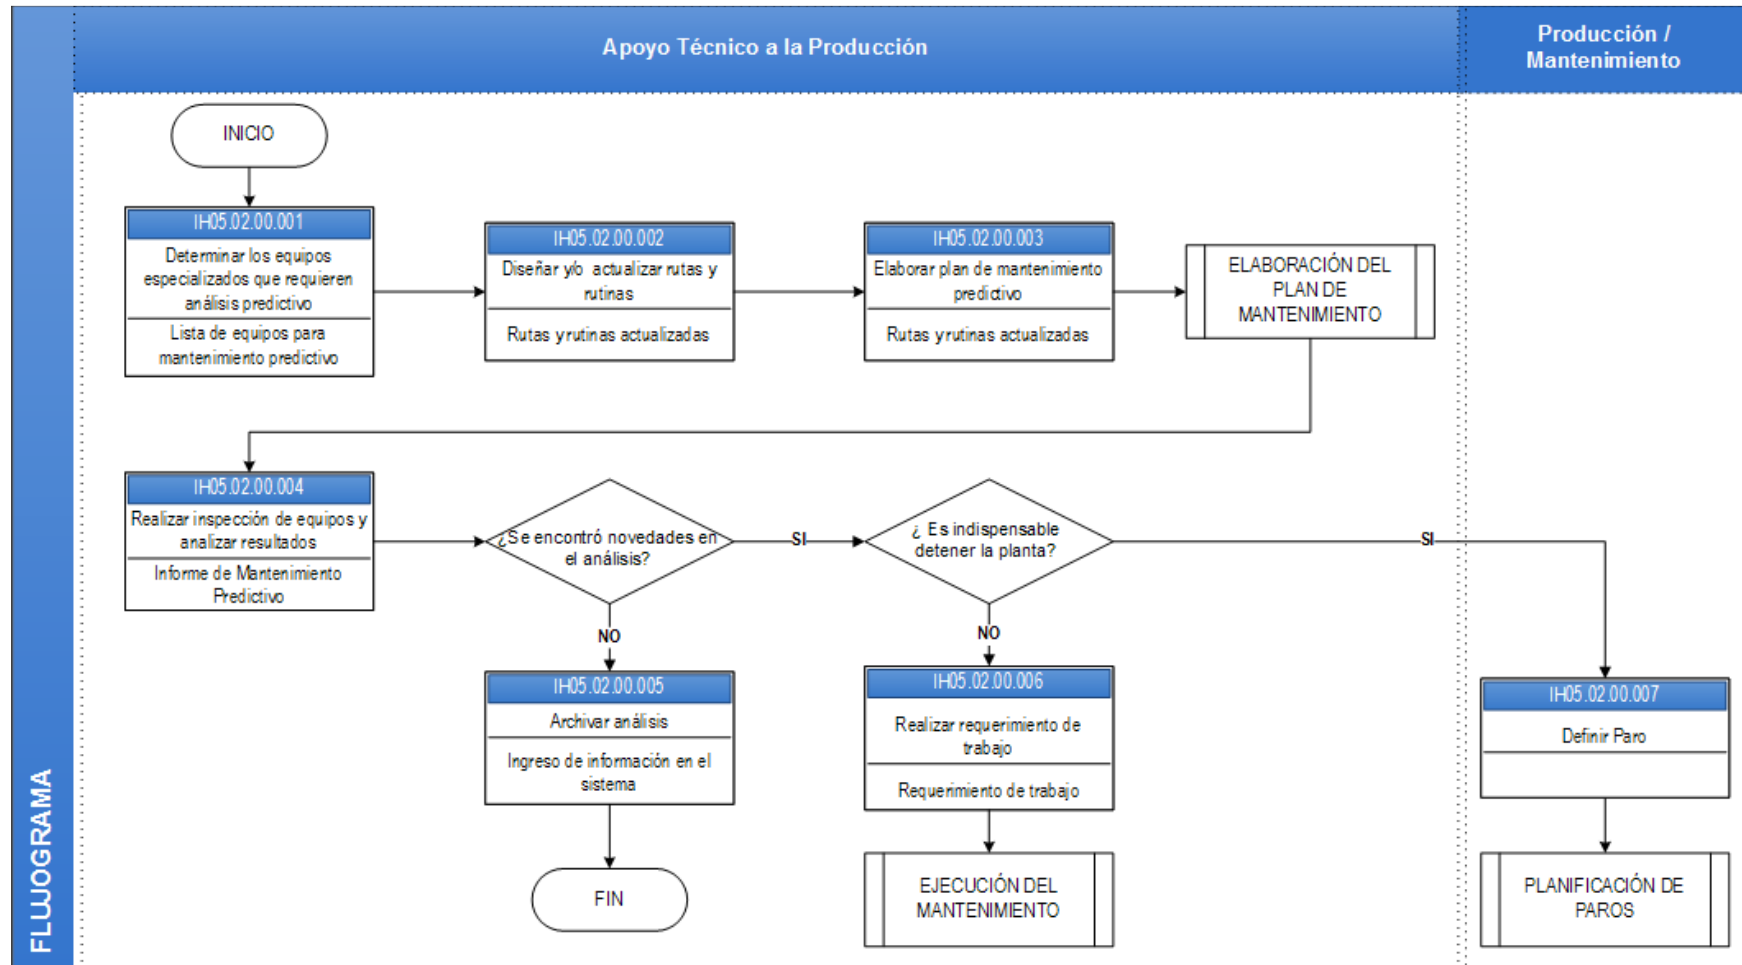 Apoyo Técnico a la Producción
Producción /
Mantenimiento
FLUJOGRAMA
INICIO
IH05.02.00.001
Determinar los equipos
especializados que requieren
análisis predictivo
Lista de equipos para
mantenimiento predictivo
IH05.02.00.002
Diseñar y/o actualizar rutas y
rutinas
Rutas y rutinas actualizadas
IH05.02.00.003
Elaborar plan de mantenimiento
predictivo
Rutas y rutinas actualizadas
ELABORACIÓN DEL
PLAN DE
MANTENIMIENTO
IH05.02.00.004
Realizar inspección de equipos y
analizar resultados
Informe de Mantenimiento
Predictivo
¿Se encontró novedades en
el análisis?
SI
¿ Es indispensable
detener la planta?
SI
NO
NO
IH05.02.00.005
Archivar análisis
Ingreso de información en el
sistema
IH05.02.00.006
Realizar requerimiento de
trabajo
Requerimiento de trabajo
IH05.02.00.007
Definir Paro
FIN
EJECUCIÓN DEL
MANTENIMIENTO
PLANIFICACIÓN DE
PAROS